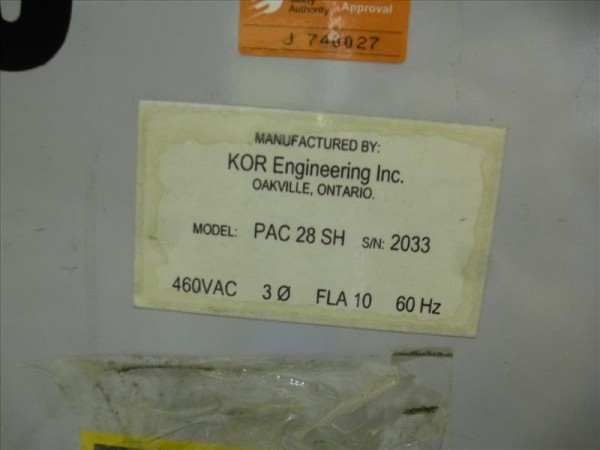 Authority Approval
J 748027
MANUFACTURED BY:
KOR Engineering Inc.
OAKVILLE, ONTARIO.
MODEL: PAC 28 SH S/N: 2033
460VAC 3 Ø FLA 10 60 Hz